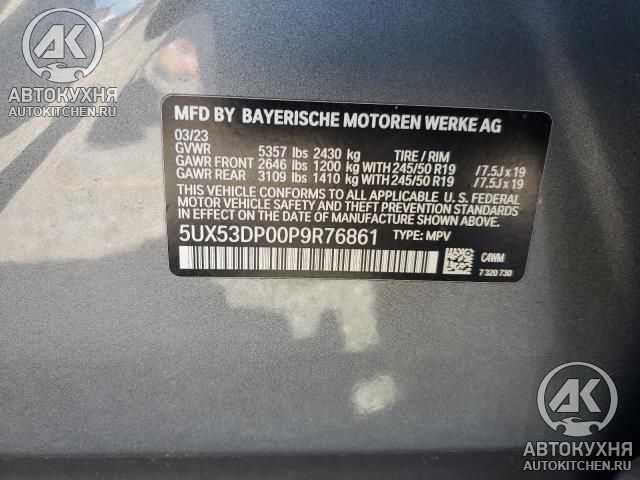 AK
АВТОКУХНЯ
AUTOKITCHEN.RU
MFD BY BAYERISCHE MOTOREN WERKE AG
03/23
GVWR 5357 lbs 2430 kg TIRE / RIM
GAWR FRONT 2646 lbs 1200 kg WITH 245/50 R19 /7.5J x 19
GAWR REAR 3109 lbs 1410 kg WITH 245/50 R19 /7.5J x 19
THIS VEHICLE CONFORMS TO ALL APPLICABLE U. S. FEDERAL
MOTOR VEHICLE SAFETY AND THEFT PREVENTION STANDARDS
IN EFFECT ON THE DATE OF MANUFACTURE SHOWN ABOVE.
5UX53DP00P9R76861 TYPE: MPV
C4WM
7 320 730
AK
АВТОКУХНЯ
AUTOKITCHEN.RU